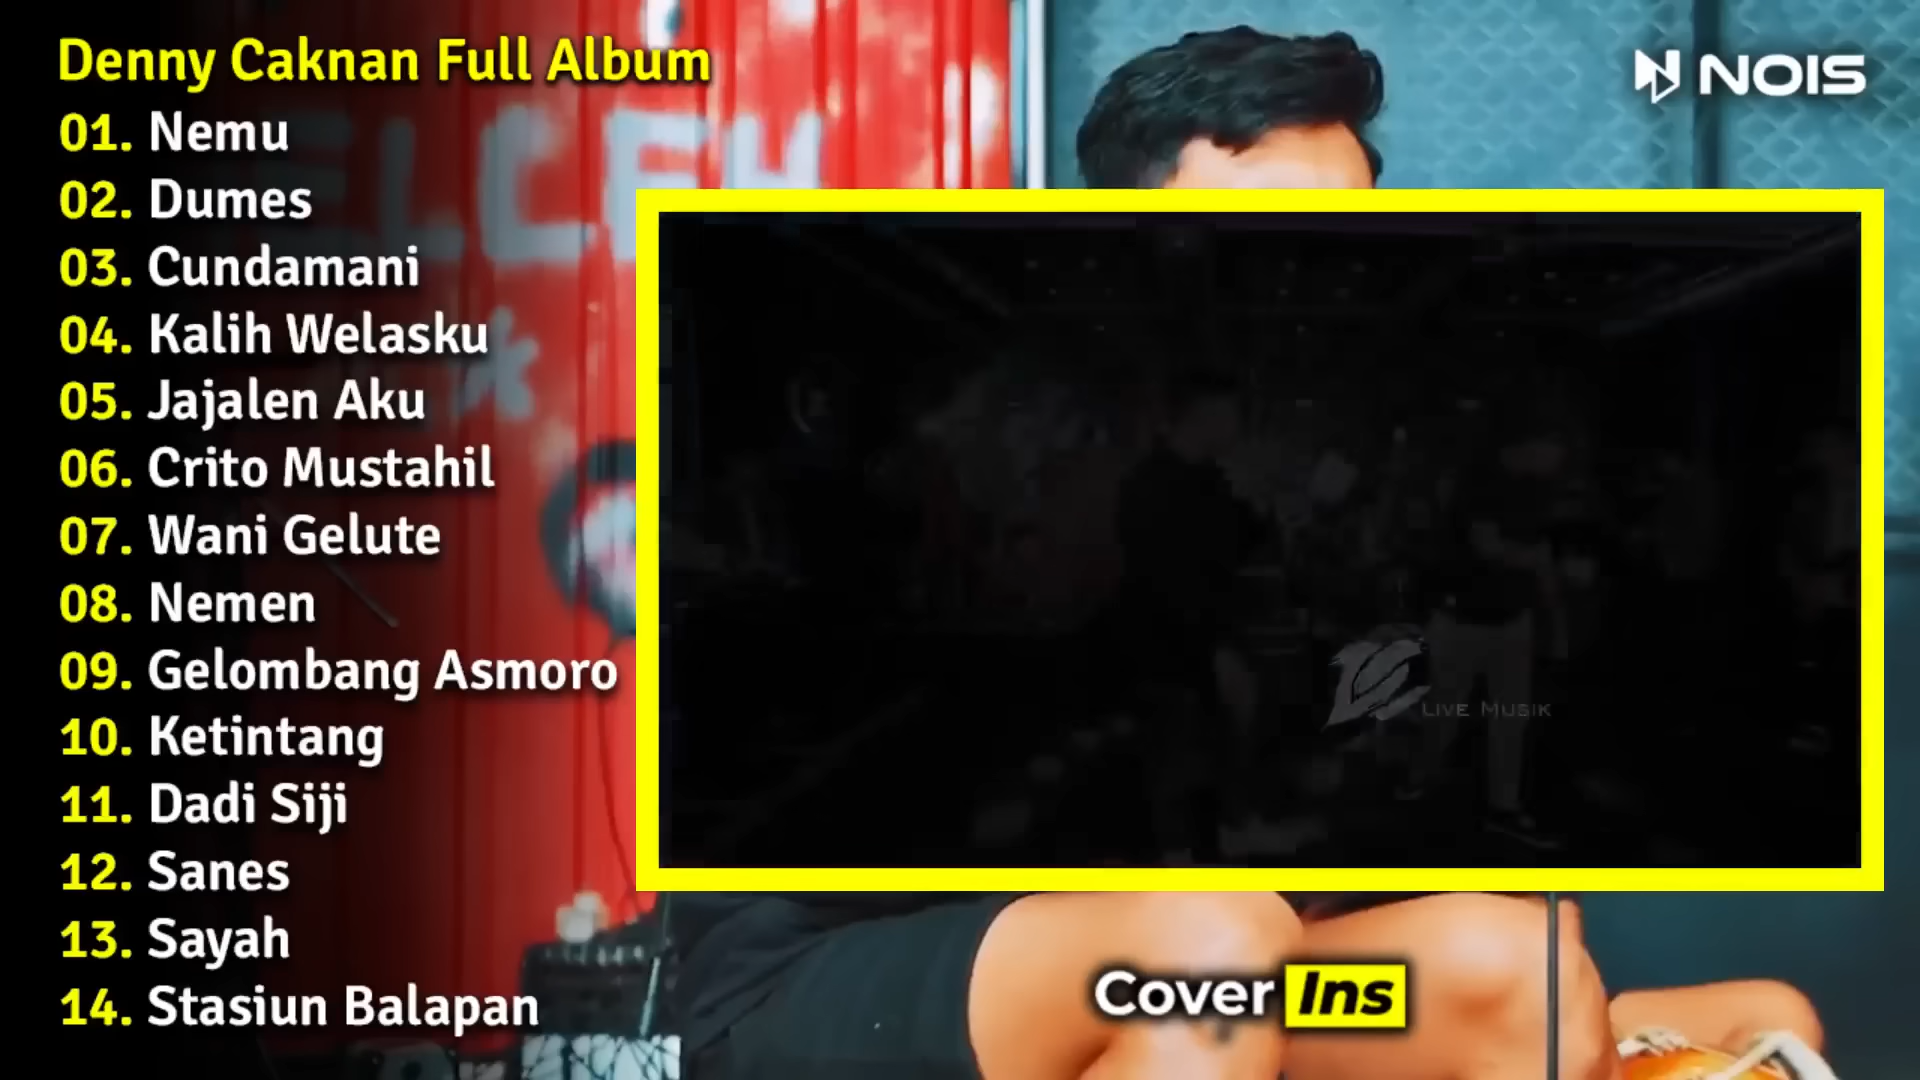 Denny Caknan Full Album
NOIS
01. Nemu
02. Dumes
03. Cundamani
04. Kalih Welasku
05. Jajalen Aku
06. Crito Mustahil
07. Wani Gelute
08. Nemen
09. Gelombang Asmoro
10. Ketintang
11. Dadi Siji
12. Sanes
13. Sayah
14. Stasiun Balapan
LIVE MUSIK
Cover Ins